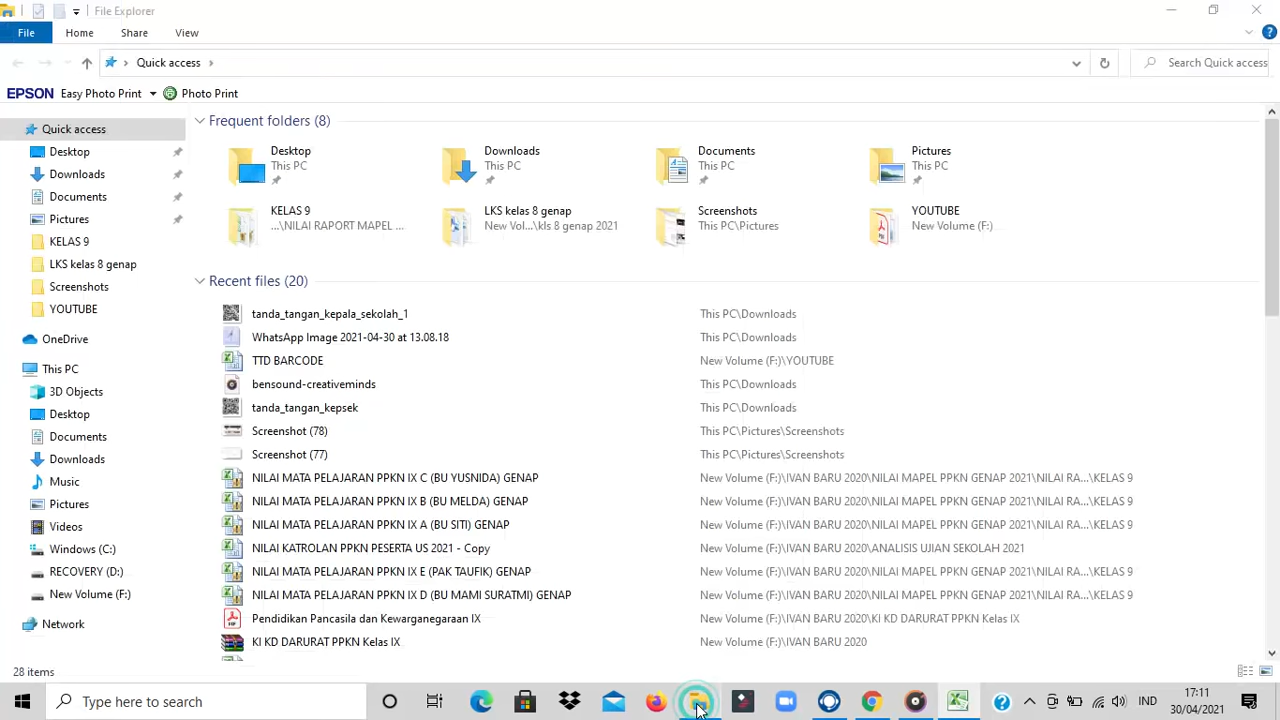 File Explorer
File Home Share View
Quick access
Search Quick access
EPSON Easy Photo Print Photo Print
Quick access
Desktop
Downloads
Documents
Pictures
KELAS 9
LKS kelas 8 genap
Screenshots
YOUTUBE
OneDrive
This PC
3D Objects
Desktop
Documents
Downloads
Music
Pictures
Videos
Windows (C:)
RECOVERY (D:)
New Volume (F:)
Network
Frequent folders (8)
Desktop
This PC
Downloads
This PC
Documents
This PC
Pictures
This PC
KELAS 9
...\NILAI RAPORT MAPEL ...
LKS kelas 8 genap
New Vol...\kls 8 genap 2021
Screenshots
This PC\Pictures
YOUTUBE
New Volume (F:)
Recent files (20)
tanda_tangan_kepala_sekolah_1 This PC\Downloads
WhatsApp Image 2021-04-30 at 13.08.18 This PC\Downloads
TTD BARCODE New Volume (F:)\YOUTUBE
bensound-creativeminds This PC\Downloads
tanda_tangan_kepsek This PC\Downloads
Screenshot (78) This PC\Pictures\Screenshots
Screenshot (77) This PC\Pictures\Screenshots
NILAI MATA PELAJARAN PPKN IX C (BU YUSNIDA) GENAP New Volume (F:)\IVAN BARU 2020\NILAI MAPEL PPKN GENAP 2021\NILAI RA...\KELAS 9
NILAI MATA PELAJARAN PPKN IX B (BU MELDA) GENAP New Volume (F:)\IVAN BARU 2020\NILAI MAPEL PPKN GENAP 2021\NILAI RA...\KELAS 9
NILAI MATA PELAJARAN PPKN IX A (BU SITI) GENAP New Volume (F:)\IVAN BARU 2020\NILAI MAPEL PPKN GENAP 2021\NILAI RA...\KELAS 9
NILAI KATROLAN PPKN PESERTA US 2021 - Copy New Volume (F:)\IVAN BARU 2020\ANALISIS UJIAN SEKOLAH 2021
NILAI MATA PELAJARAN PPKN IX E (PAK TAUFIK) GENAP New Volume (F:)\IVAN BARU 2020\NILAI MAPEL PPKN GENAP 2021\NILAI RA...\KELAS 9
NILAI MATA PELAJARAN PPKN IX D (BU MAMI SURATMI) GENAP New Volume (F:)\IVAN BARU 2020\NILAI MAPEL PPKN GENAP 2021\NILAI RA...\KELAS 9
Pendidikan Pancasila dan Kewarganegaraan IX New Volume (F:)\IVAN BARU 2020\KI KD DARURAT PPKN Kelas IX
KI KD DARURAT PPKN Kelas IX New Volume (F:)\IVAN BARU 2020
28 items
Type here to search
IND
17:11
30/04/2021